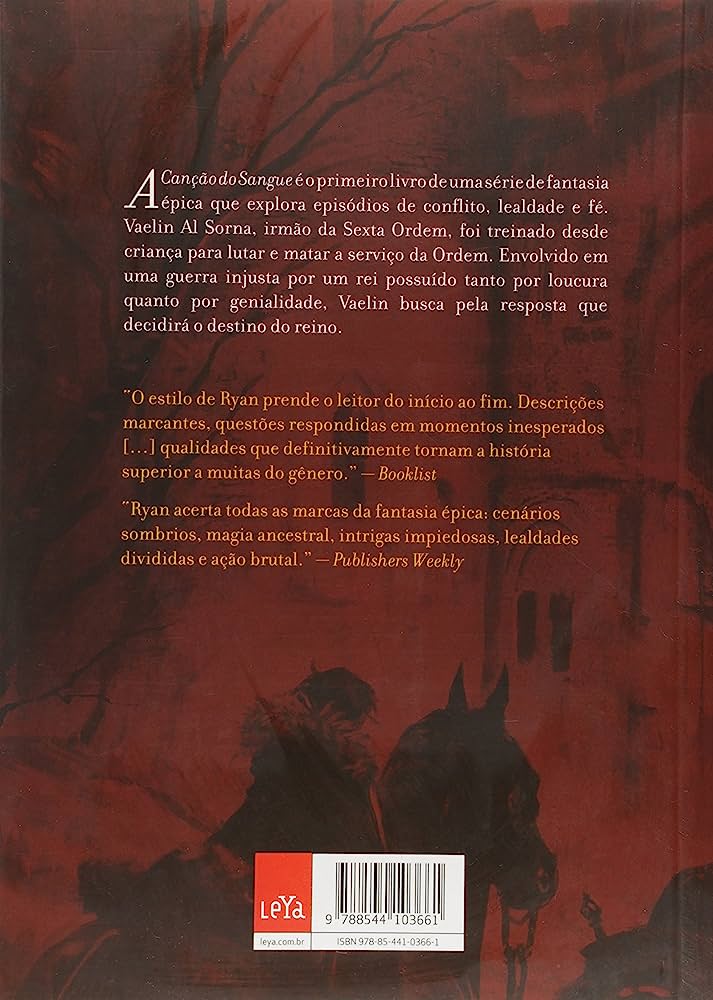 A Canção do Sangue é o primeiro livro de uma série de fantasia
épica que explora episódios de conflito, lealdade e fé.
Vaelin Al Sorna, irmão da Sexta Ordem, foi treinado desde
criança para lutar e matar a serviço da Ordem. Envolvido em
uma guerra injusta por um rei possuído tanto por loucura
quanto por genialidade, Vaelin busca pela resposta que
decidirá o destino do reino.
"O estilo de Ryan prende o leitor do início ao fim. Descrições
marcantes, questões respondidas em momentos inesperados
[...] qualidades que definitivamente tornam a história
superior a muitas do gênero." — Booklist
"Ryan acerta todas as marcas da fantasia épica: cenários
sombrios, magia ancestral, intrigas impiedosas, lealdades
divididas e ação brutal." — Publishers Weekly
LeYa
leya.com.br
9 788544 103661
ISBN 978-85-441-0366-1